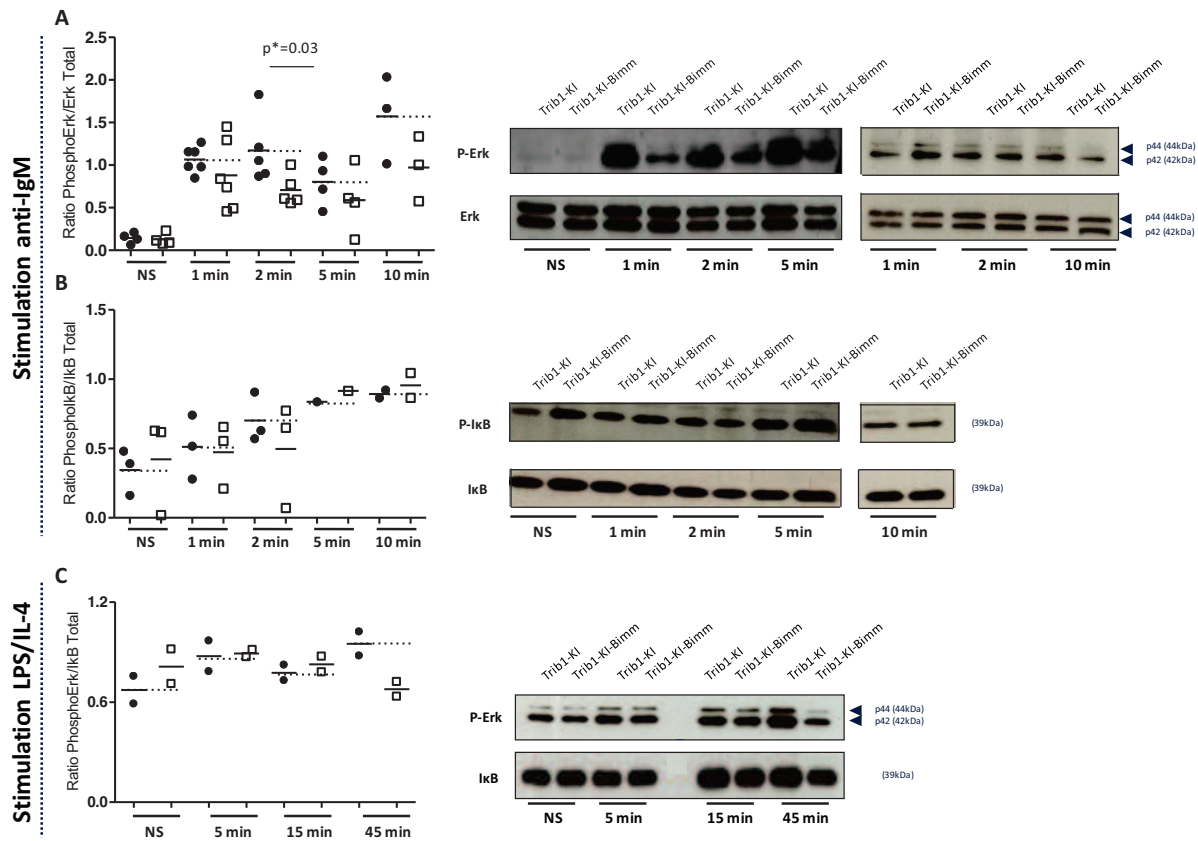 Stimulation anti-IgM
A
Ratio PhosphoErk/Erk Total
2.5
2.0
1.5
1.0
0.5
0.0
p*=0.03
NS
1 min
2 min
5 min
10 min
Trib1-KI
Trib1-KI-Bimm
Trib1-KI
Trib1-KI-Bimm
Trib1-KI
Trib1-KI-Bimm
Trib1-KI
Trib1-KI-Bimm
Trib1-KI
Trib1-KI-Bimm
Trib1-KI
Trib1-KI-Bimm
P-Erk
p44 (44kDa)
p42 (42kDa)
Erk
p44 (44kDa)
p42 (42kDa)
NS
1 min
2 min
5 min
1 min
2 min
10 min
B
Ratio PhosphoIKB/IKB Total
1.5
1.0
0.5
0.0
NS
1 min
2 min
5 min
10 min
Trib1-KI
Trib1-KI-Bimm
Trib1-KI
Trib1-KI-Bimm
Trib1-KI
Trib1-KI-Bimm
Trib1-KI
Trib1-KI-Bimm
Trib1-KI
Trib1-KI-Bimm
P-IκB
(39kDa)
IκB
(39kDa)
NS
1 min
2 min
5 min
10 min
Stimulation LPS/IL-4
C
Ratio PhosphoErk/IkB Total
1.2
0.6
0.0
NS
5 min
15 min
45 min
Trib1-KI
Trib1-KI-Bimm
Trib1-KI
Trib1-KI-Bimm
Trib1-KI
Trib1-KI-Bimm
Trib1-KI
Trib1-KI-Bimm
P-Erk
p44 (44kDa)
p42 (42kDa)
IκB
(39kDa)
NS
5 min
15 min
45 min